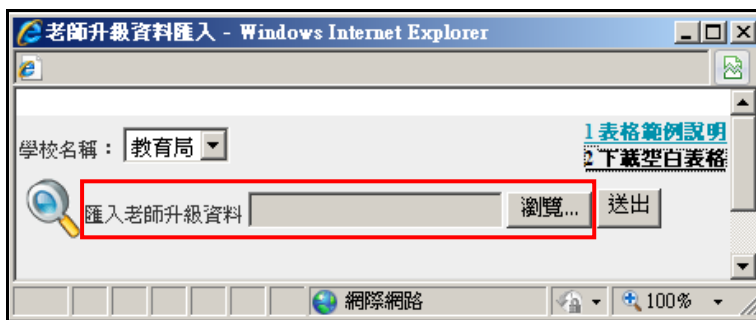 老師升級資料匯入 - Windows Internet Explorer
學校名稱： 教育局
1 表格範例說明
2 下載空白表格
匯入老師升級資料 瀏覽... 送出
網際網路 100%